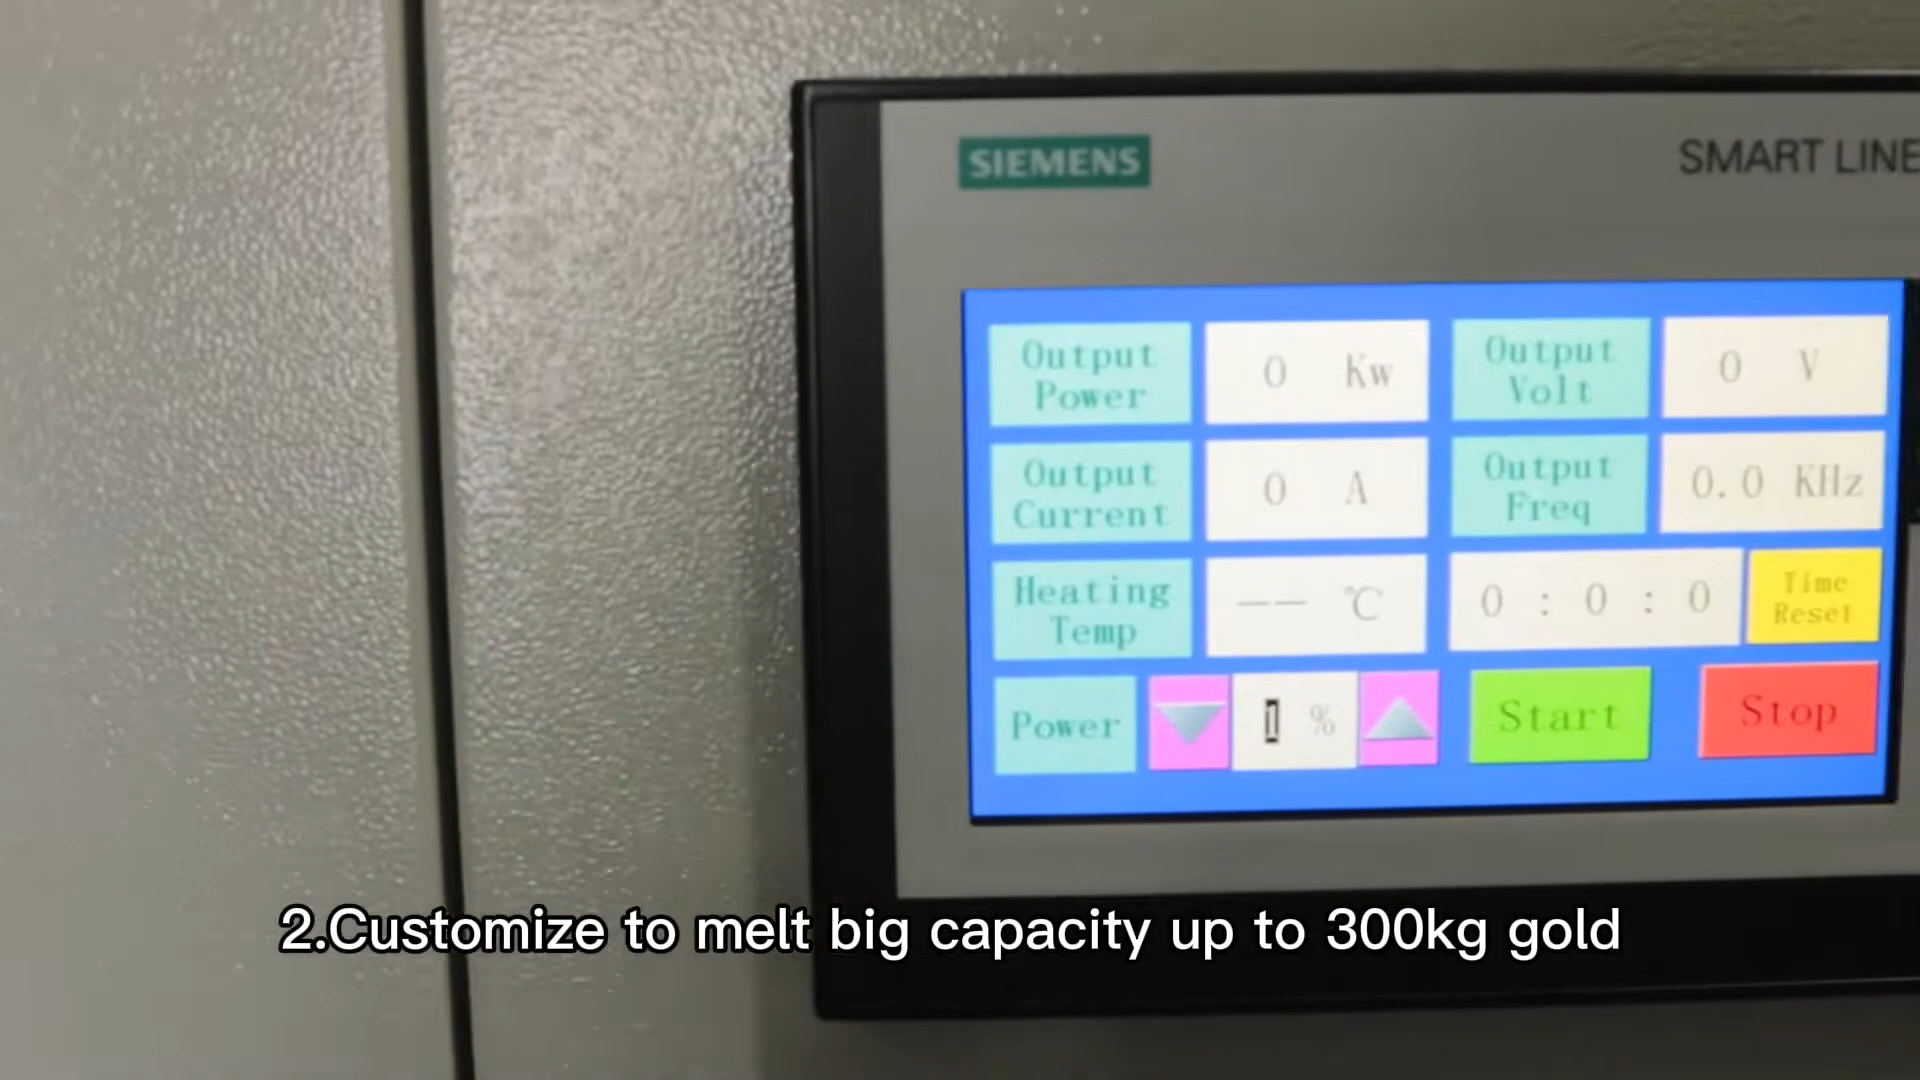 SIEMENS
SMART LINE
Output Power
0 Kw
Output Volt
0 V
Output Current
0 A
Output Freq
0.0 KHz
Heating Temp
-- ℃
0 : 0 : 0
Time Reset
Power
1 %
Start
Stop
2.Customize to melt big capacity up to 300kg gold